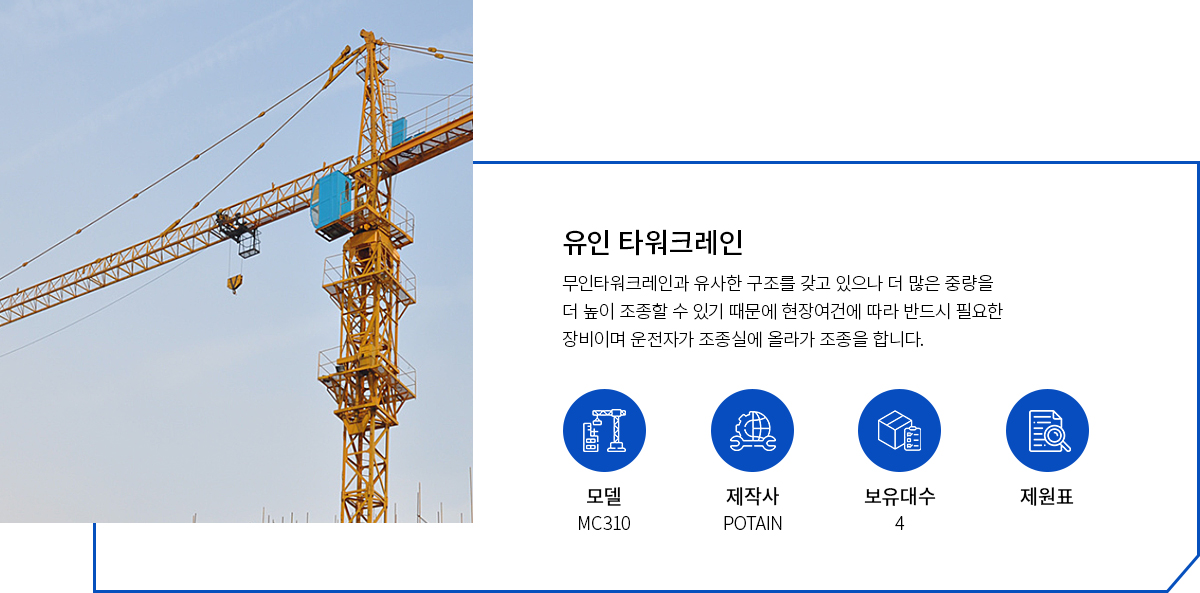 유인 타워크레인
무인타워크레인과 유사한 구조를 갖고 있으나 더 많은 중량을
더 높이 조종할 수 있기 때문에 현장여건에 따라 반드시 필요한
장비이며 운전자가 조종실에 올라가 조종을 합니다.
모델
MC310
제작사
POTAIN
보유대수
4
제원표